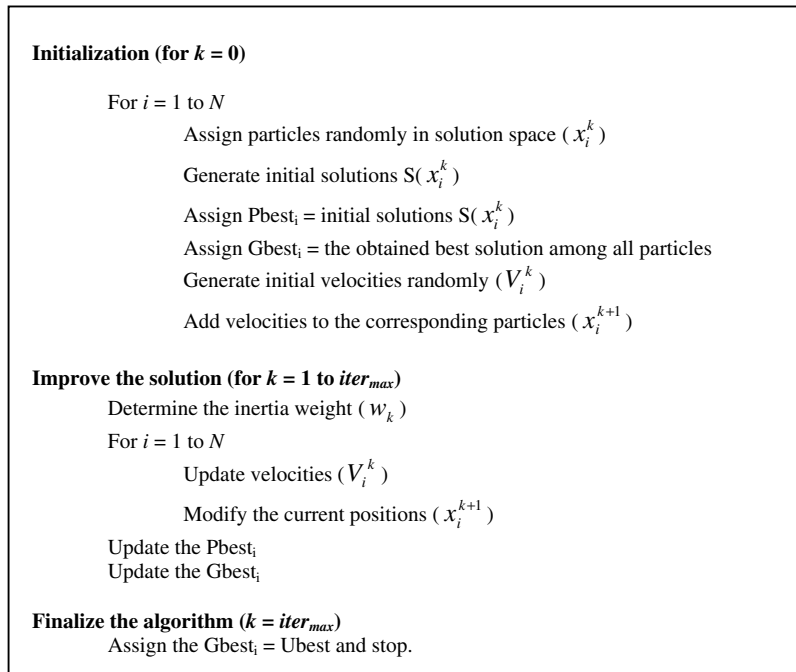 Initialization (for k = 0)
For i = 1 to N
Assign particles randomly in solution space ( x_i^k )
Generate initial solutions S( x_i^k )
Assign Pbest_i = initial solutions S( x_i^k )
Assign Gbest_i = the obtained best solution among all particles
Generate initial velocities randomly ( V_i^k )
Add velocities to the corresponding particles ( x_i^{k+1} )
Improve the solution (for k = 1 to iter_max)
Determine the inertia weight ( w_k )
For i = 1 to N
Update velocities ( V_i^k )
Modify the current positions ( x_i^{k+1} )
Update the Pbest_i
Update the Gbest_i
Finalize the algorithm (k = iter_max)
Assign the Gbest_i = Ubest and stop.